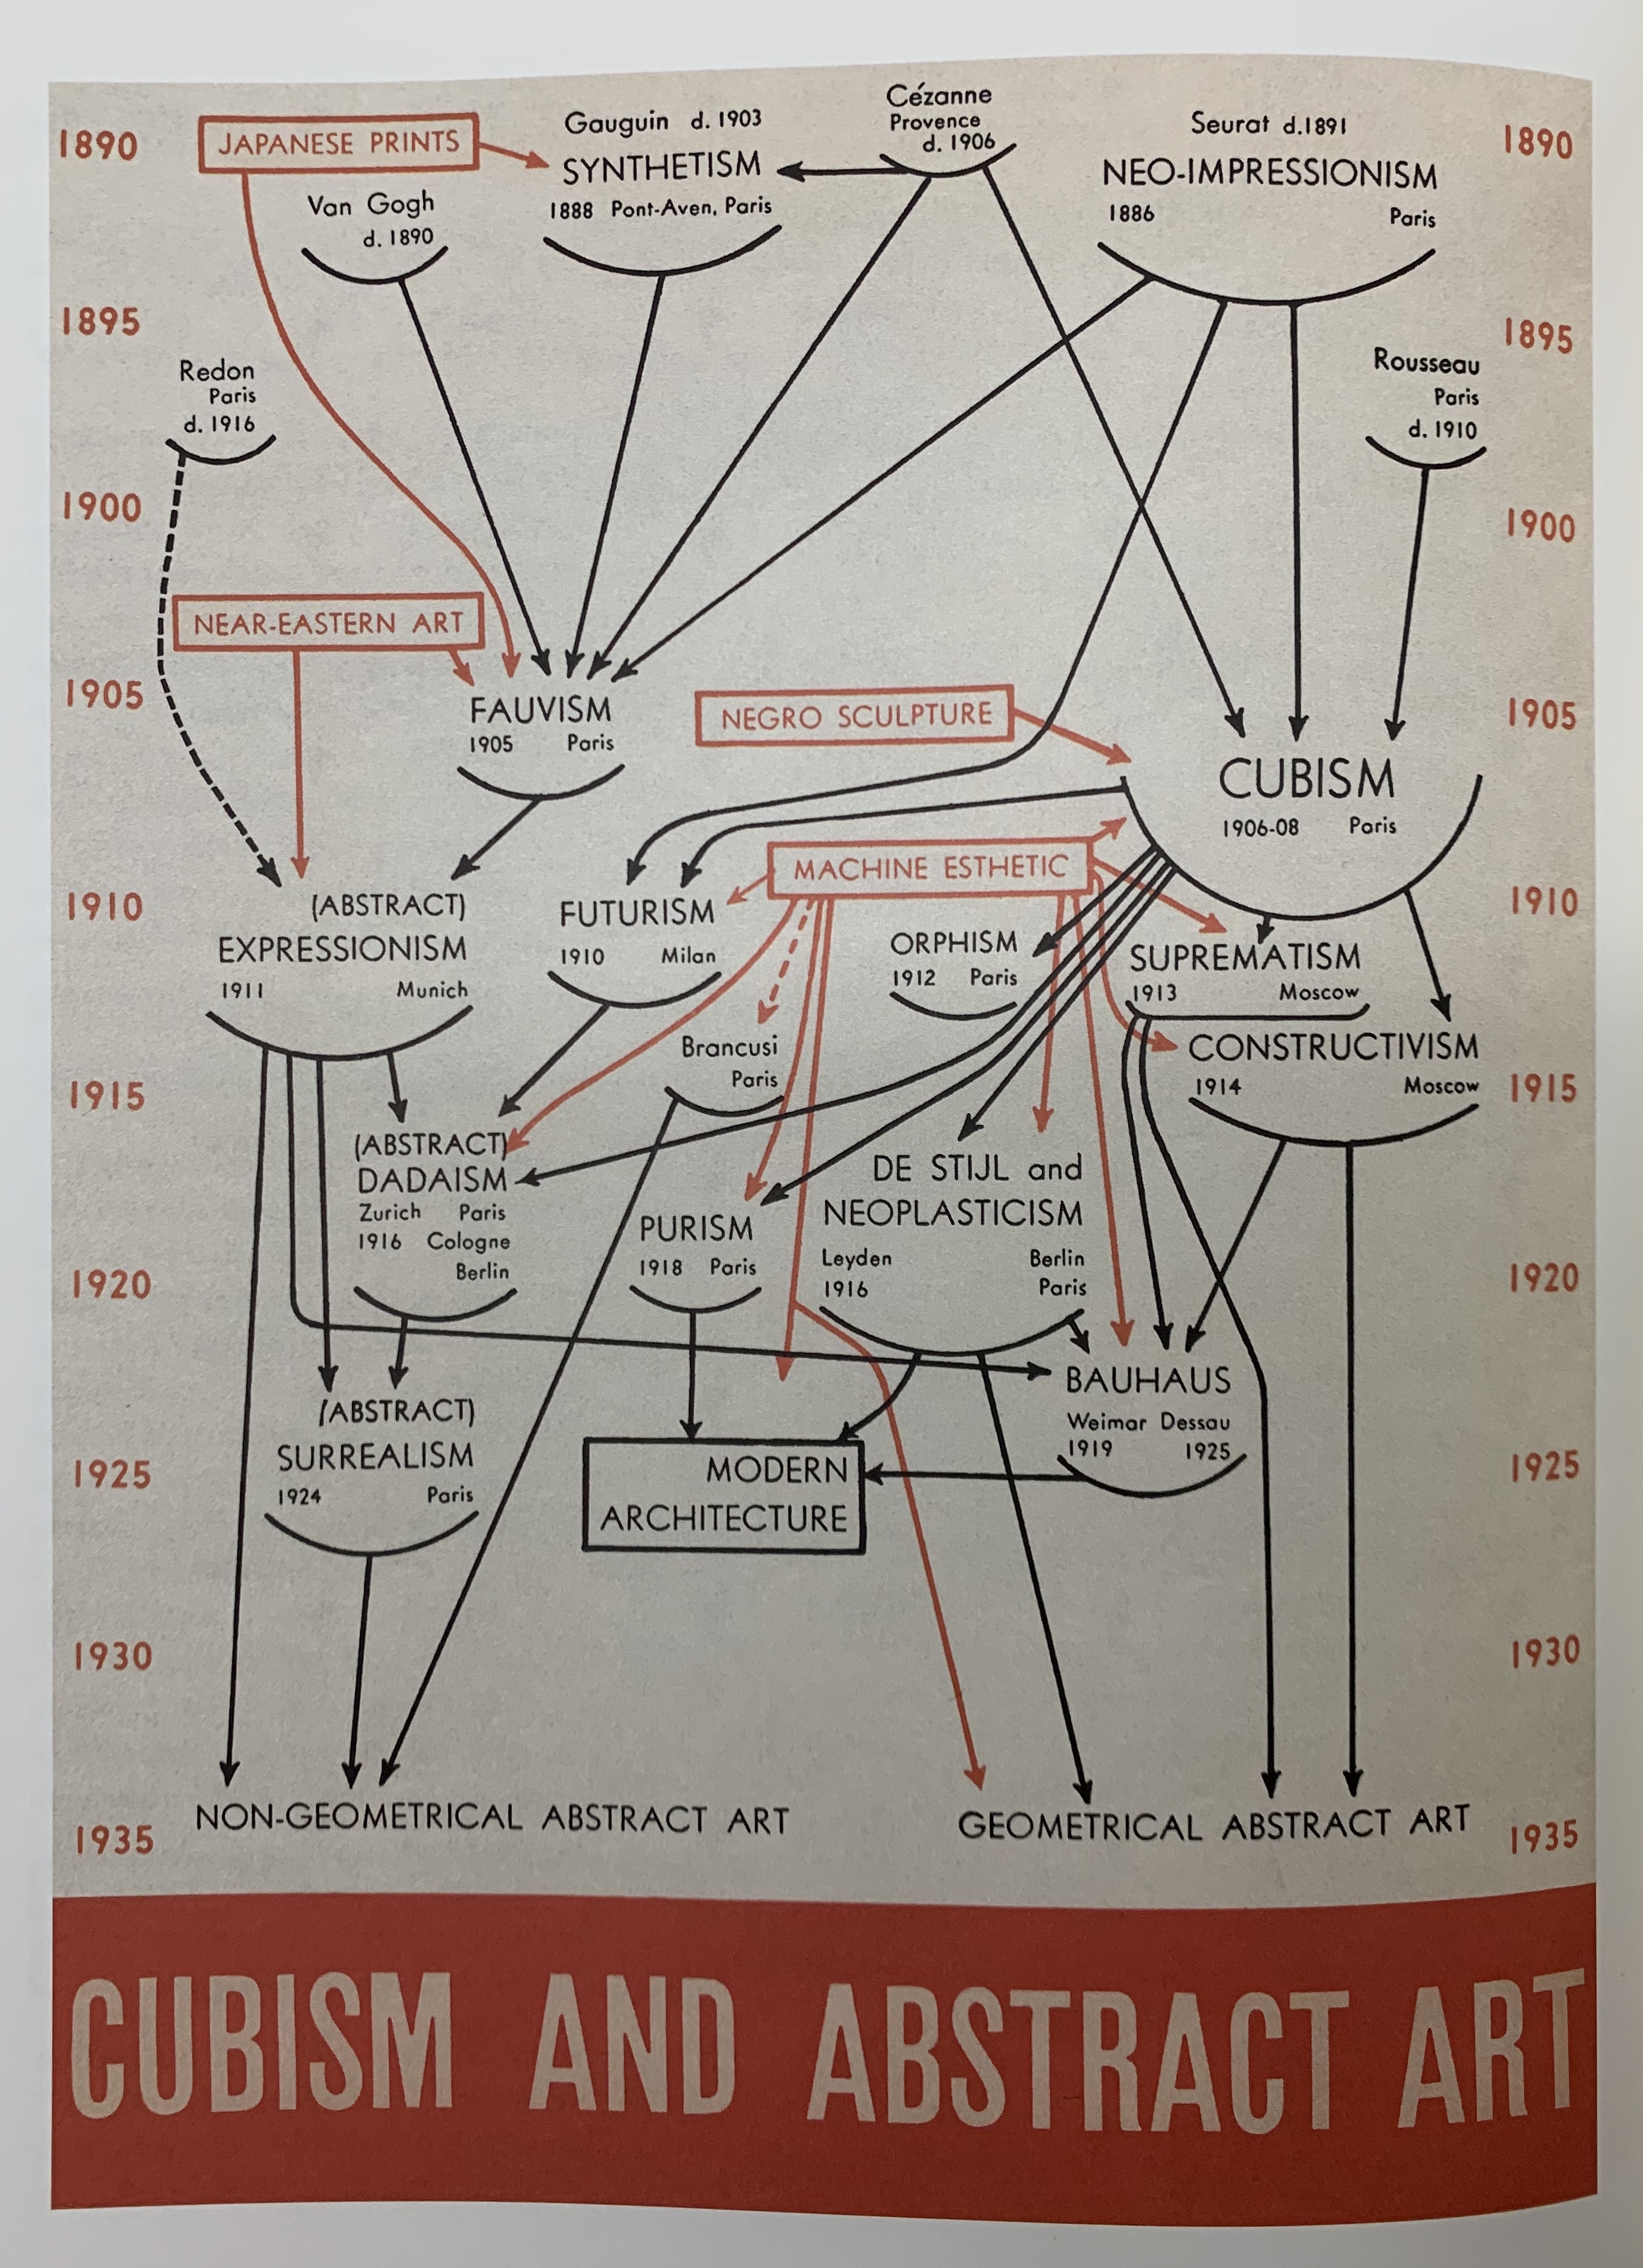 Cézanne
Provence
d. 1906
Gauguin d. 1903
SYNTHETISM
1888 Pont-Aven, Paris
Seurat d.1891
NEO-IMPRESSIONISM
1886 Paris
1890
JAPANESE PRINTS
1890
Van Gogh
d. 1890
1895
1895
Redon
Paris
d. 1916
Rousseau
Paris
d. 1910
1900
1900
NEAR-EASTERN ART
1905
FAUVISM
1905 Paris
NEGRO SCULPTURE
1905
CUBISM
1906-08 Paris
MACHINE ESTHETIC
1910
(ABSTRACT)
EXPRESSIONISM
1911 Munich
FUTURISM
1910 Milan
ORPHISM
1912 Paris
SUPREMATISM
1913 Moscow
1910
Brancusi
Paris
CONSTRUCTIVISM
1914 Moscow
1915
1915
(ABSTRACT)
DADAISM
Zurich Paris
1916 Cologne
Berlin
PURISM
1918 Paris
DE STIJL and
NEOPLASTICISM
Leyden Berlin
1916 Paris
1920
1920
BAUHAUS
Weimar Dessau
1919 1925
(ABSTRACT)
SURREALISM
1924 Paris
MODERN
ARCHITECTURE
1925
1925
1930
1930
NON-GEOMETRICAL ABSTRACT ART
GEOMETRICAL ABSTRACT ART
1935
1935
CUBISM AND ABSTRACT ART